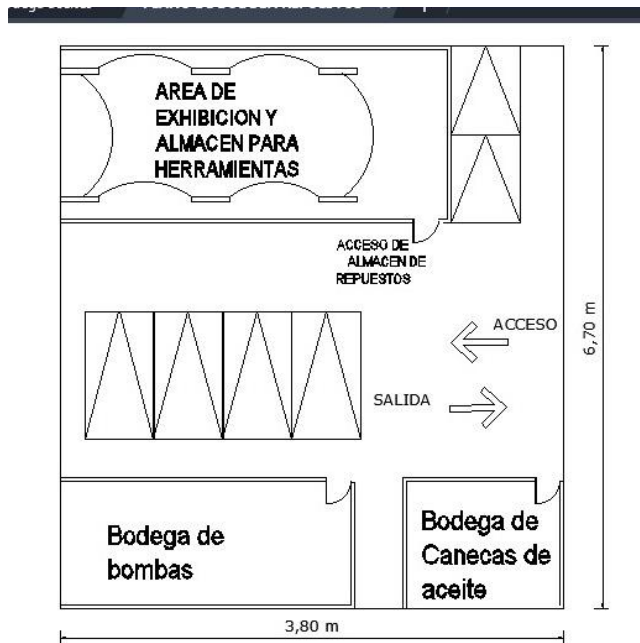 AREA DE
EXHIBICION Y
ALMACEN PARA
HERRAMIENTAS
ACCESO DE
ALMACEN DE
REPUESTOS
ACCESO
SALIDA
6,70 m
Bodega de
bombas
Bodega de
Canecas de
aceite
3,80 m